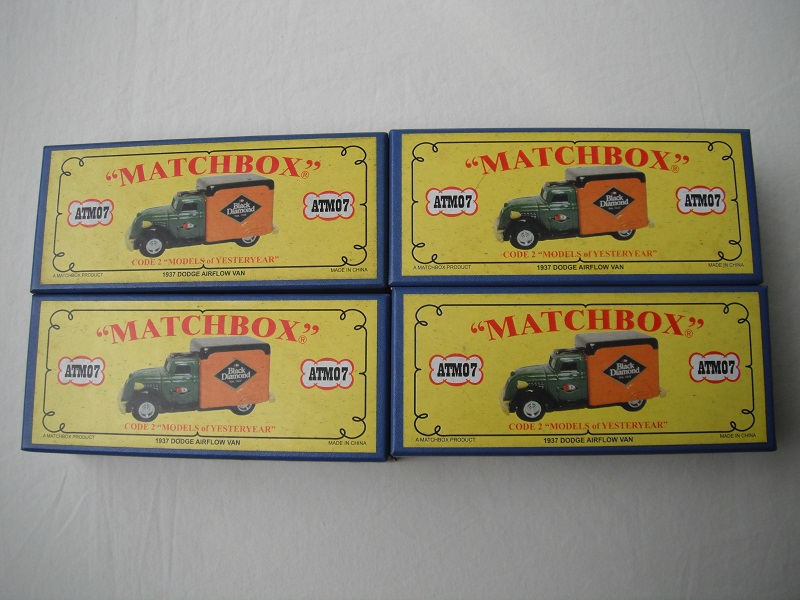 "MATCHBOX"®
ATM07
Black
Diamond
ATM07
CODE 2 "MODELS of YESTERYEAR"
A MATCHBOX PRODUCT
1937 DODGE AIRFLOW VAN
MADE IN CHINA
"MATCHBOX"®
ATM07
Black
Diamond
ATM07
CODE 2 "MODELS of YESTERYEAR"
A MATCHBOX PRODUCT
1937 DODGE AIRFLOW VAN
MADE IN CHINA
"MATCHBOX"®
ATM07
Black
Diamond
ATM07
CODE 2 "MODELS of YESTERYEAR"
A MATCHBOX PRODUCT
1937 DODGE AIRFLOW VAN
MADE IN CHINA
"MATCHBOX"®
ATM07
Black
Diamond
ATM07
CODE 2 "MODELS of YESTERYEAR"
A MATCHBOX PRODUCT
1937 DODGE AIRFLOW VAN
MADE IN CHINA